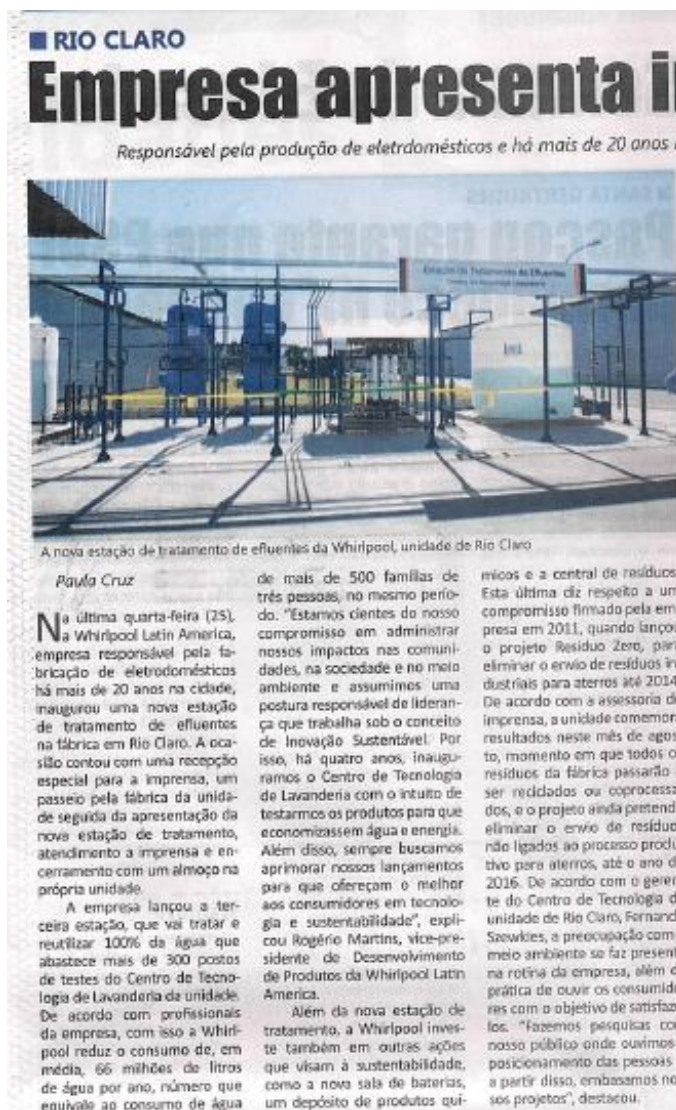 RIO CLARO
Empresa apresenta i
Responsável pela produção de eletrdomésticos e há mais de 20 anos
Estação de Tratamento de Efluentes
A nova estação de tratamento de efluentes da Whirlpool, unidade de Rio Claro
Paula Cruz
Na última quarta-feira (25),
a Whirlpool Latin America,
empresa responsável pela fa-
bricação de eletrodomésticos
há mais de 20 anos na cidade,
inaugurou uma nova estação
de tratamento de efluentes
na fábrica em Rio Claro. A oca-
sião contou com uma recepção
especial para a imprensa, um
passeio pela fábrica da unida-
de seguida da apresentação da
nova estação de tratamento,
atendimento a imprensa e en-
cerramento com um almoço na
própria unidade.
A empresa lançou a ter-
ceira estação, que vai tratar e
reutilizar 100% da água que
abastece mais de 300 postos
de testes do Centro de Tecno-
logia de Lavanderia da unidade.
De acordo com profissionais
da empresa, com isso a Whirl-
pool reduz o consumo de, em
média, 66 milhões de litros
de água por ano, número que
equivale ao consumo de água
de mais de 500 famílias de
três pessoas, no mesmo perío-
do. "Estamos cientes do nosso
compromisso em administrar
nossos impactos nas comuni-
dades, na sociedade e no meio
ambiente e assumimos uma
postura responsável de lideran-
ça que trabalha sob o conceito
de Inovação Sustentável. Por
isso, há quatro anos, inaugu-
ramos o Centro de Tecnologia
de Lavanderia com o intuito de
testarmos os produtos para que
economizassem água e energia.
Além disso, sempre buscamos
aprimorar nossos lançamentos
para que ofereçam o melhor
aos consumidores em tecnolo-
gia e sustentabilidade", expli-
cou Rogério Martins, vice-pre-
sidente de Desenvolvimento
de Produtos da Whirlpool Latin
America.
Além da nova estação de
tratamento, a Whirlpool inves-
te também em outras ações
que visam à sustentabilidade,
como a nova sala de baterias,
um depósito de produtos quí-
micos e a central de resíduos
Esta última diz respeito a um
compromisso firmado pela em-
presa em 2011, quando lançou
o projeto Resíduo Zero, para
eliminar o envio de resíduos in
dustriais para aterros até 2014.
De acordo com a assessoria de
imprensa, a unidade comemor
resultados neste mês de agos
to, momento em que todos o
resíduos da fábrica passarão
ser reciclados ou coprocessa
dos, e o projeto ainda pretend
eliminar o envio de resíduo
não ligados ao processo produ
tivo para aterros, até o ano d
2016. De acordo com o geren
te do Centro de Tecnologia d
unidade de Rio Claro, Fernand
Szewkies, a preocupação com
meio ambiente se faz present
na rotina da empresa, além d
prática de ouvir os consumido
res com o objetivo de satisfaz
los. "Fazemos pesquisas co
nosso público onde ouvimos
posicionamento das pessoas
a partir disso, embasamos no
sos projetos", destacou.